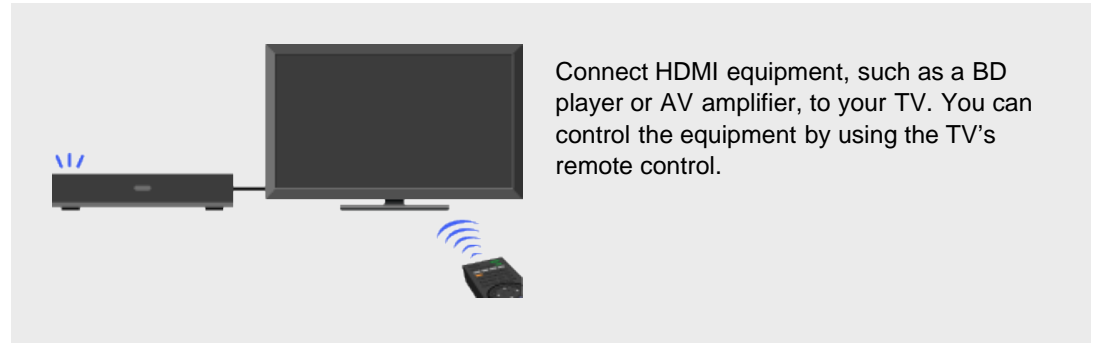 Connect HDMI equipment, such as a BD
player or AV amplifier, to your TV. You can
control the equipment by using the TV’s
remote control.